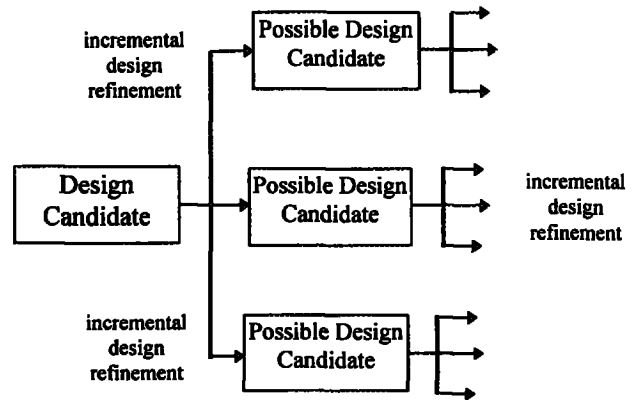 incremental
design
refinement
Possible Design
Candidate
Design
Candidate
Possible Design
Candidate
incremental
design
refinement
incremental
design
refinement
Possible Design
Candidate